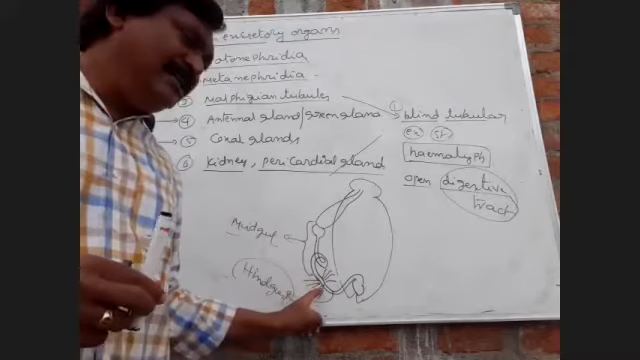 excretory organs
Metanephridia
③ Malphigian tubules
④ Antennal gland/Green gland
⑤ Coxal glands
⑥ Kidney, pericardial gland
① blind tubular
haemolymph
open digestive
tract
Midgut
Hindgut